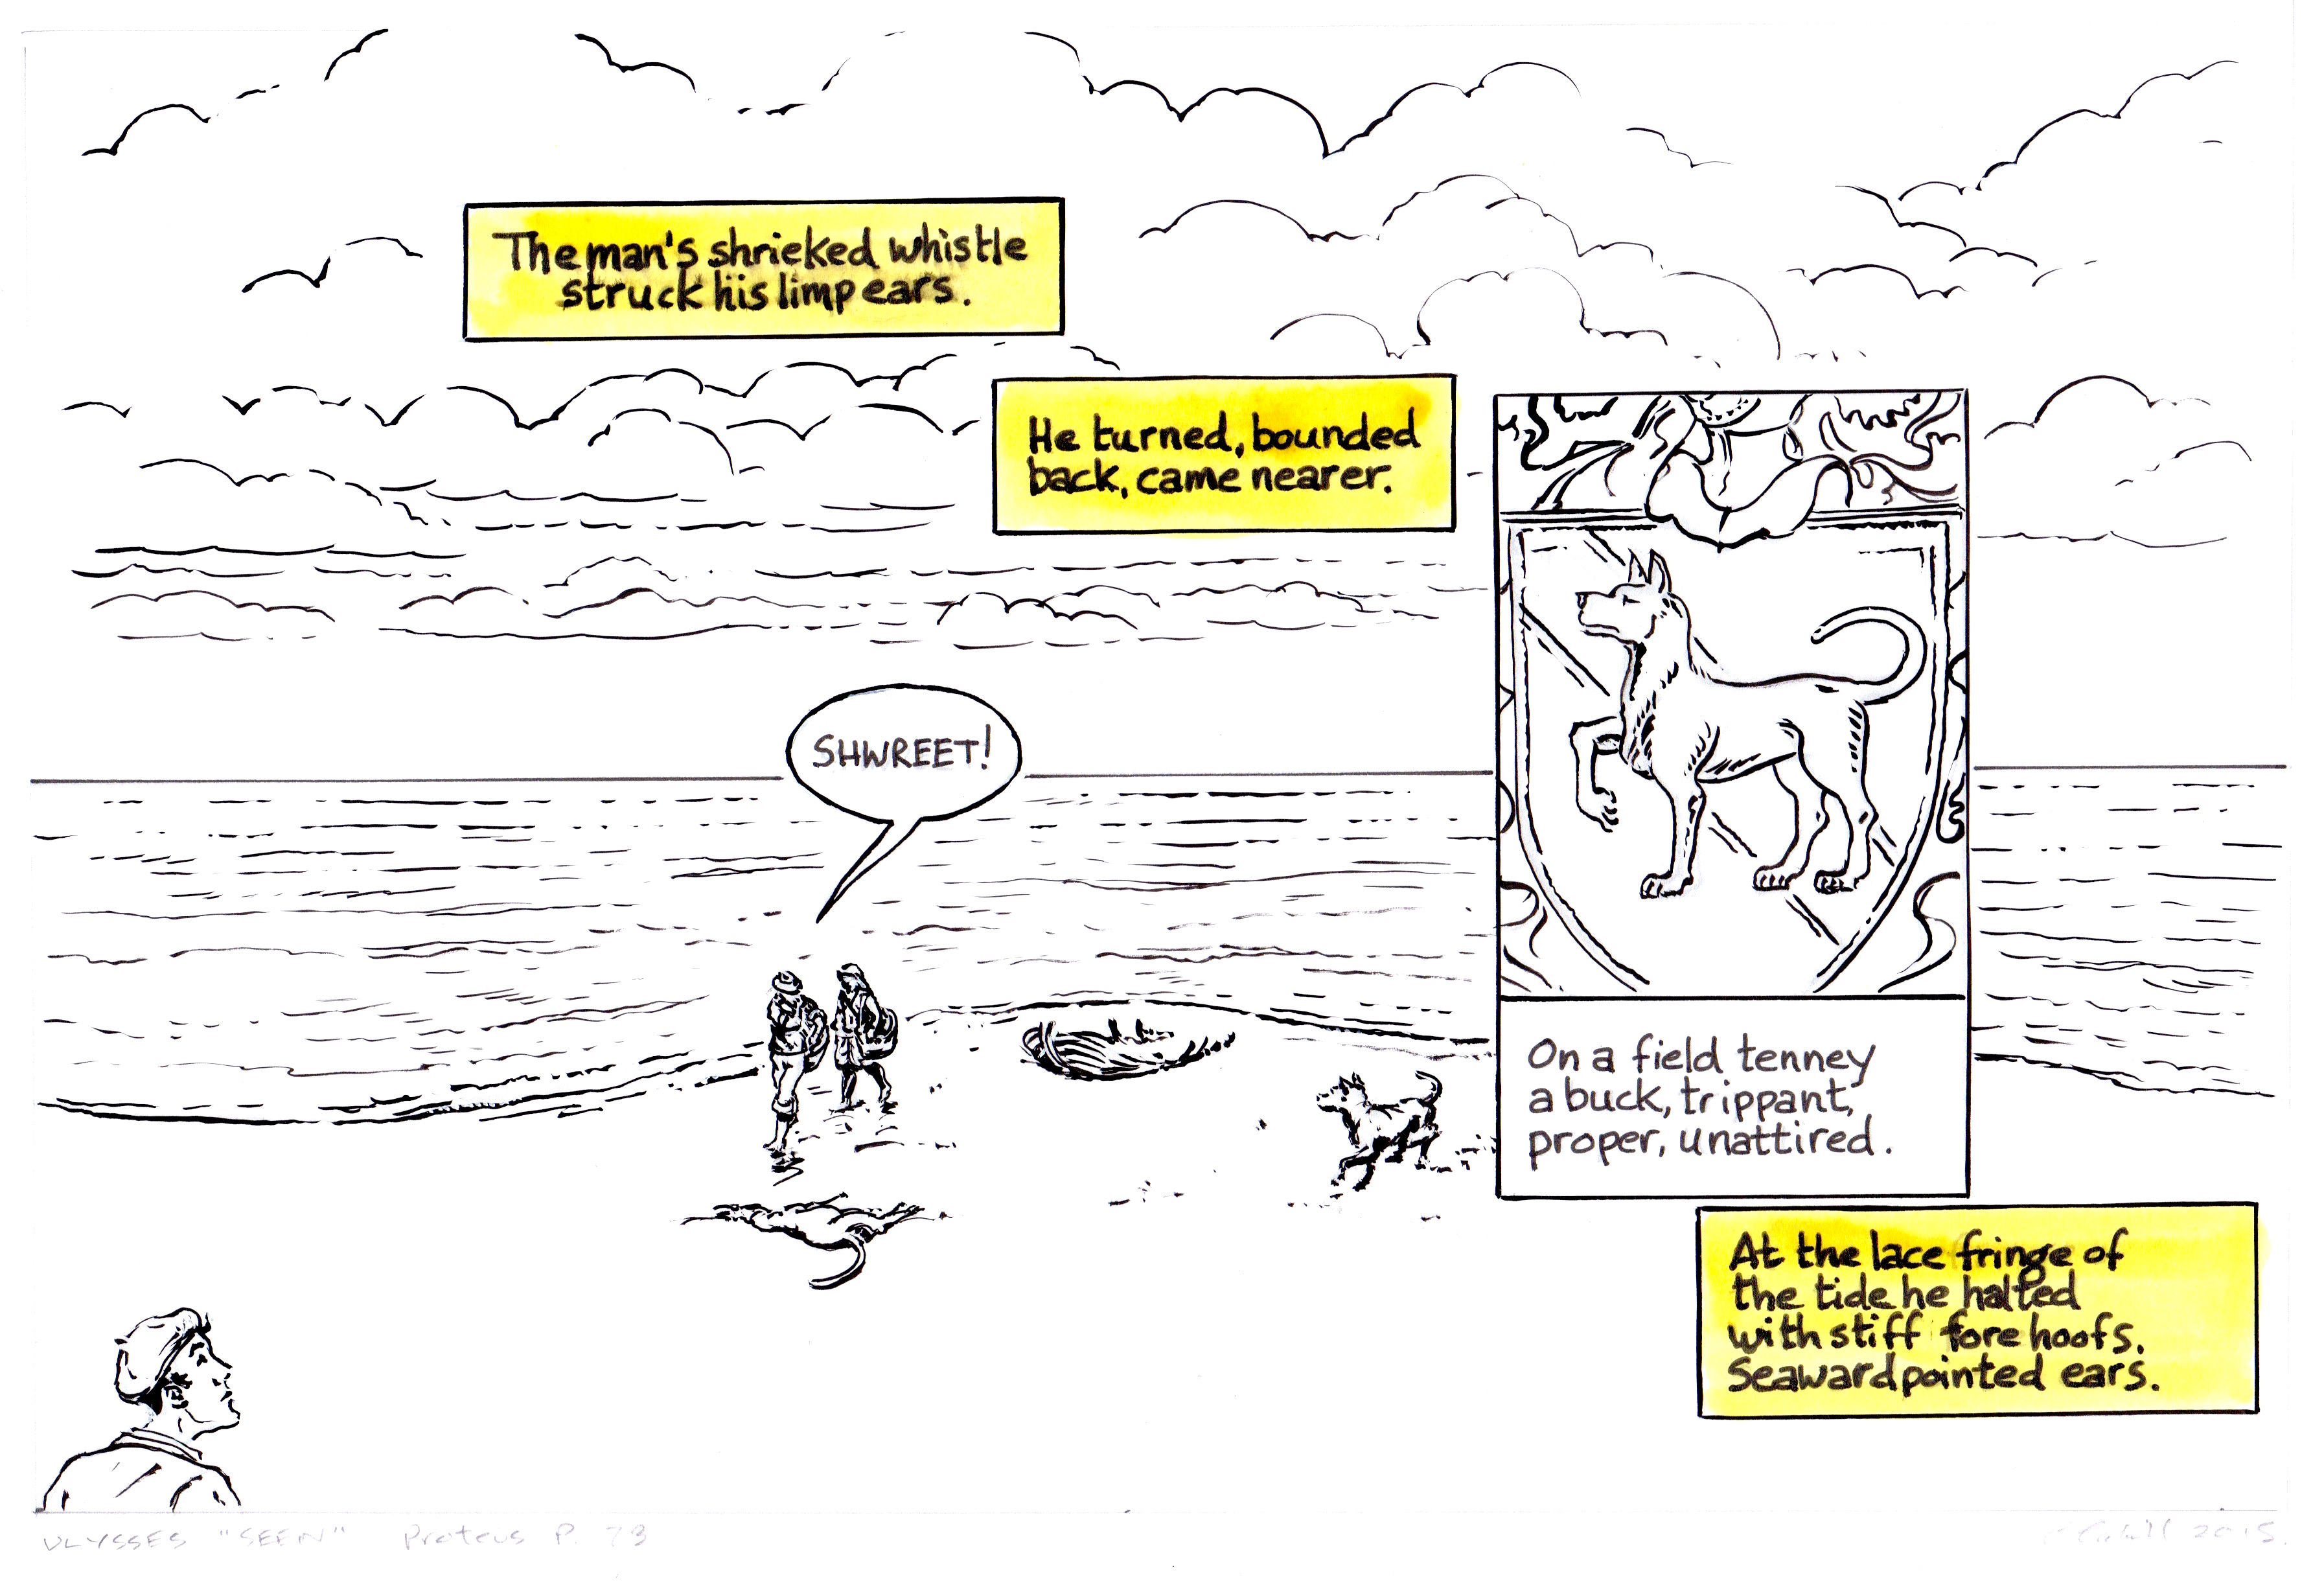 The man's shrieked whistle
struck his limp ears.
He turned, bounded
back, came nearer.
SHWREET!
On a field tenney
a buck, trippant,
proper, unattired.
At the lace fringe of
the tide he halted
with stiff fore hoofs.
Seaward pointed ears.
ULYSSES "SEEN" Proteus P. 73
2015